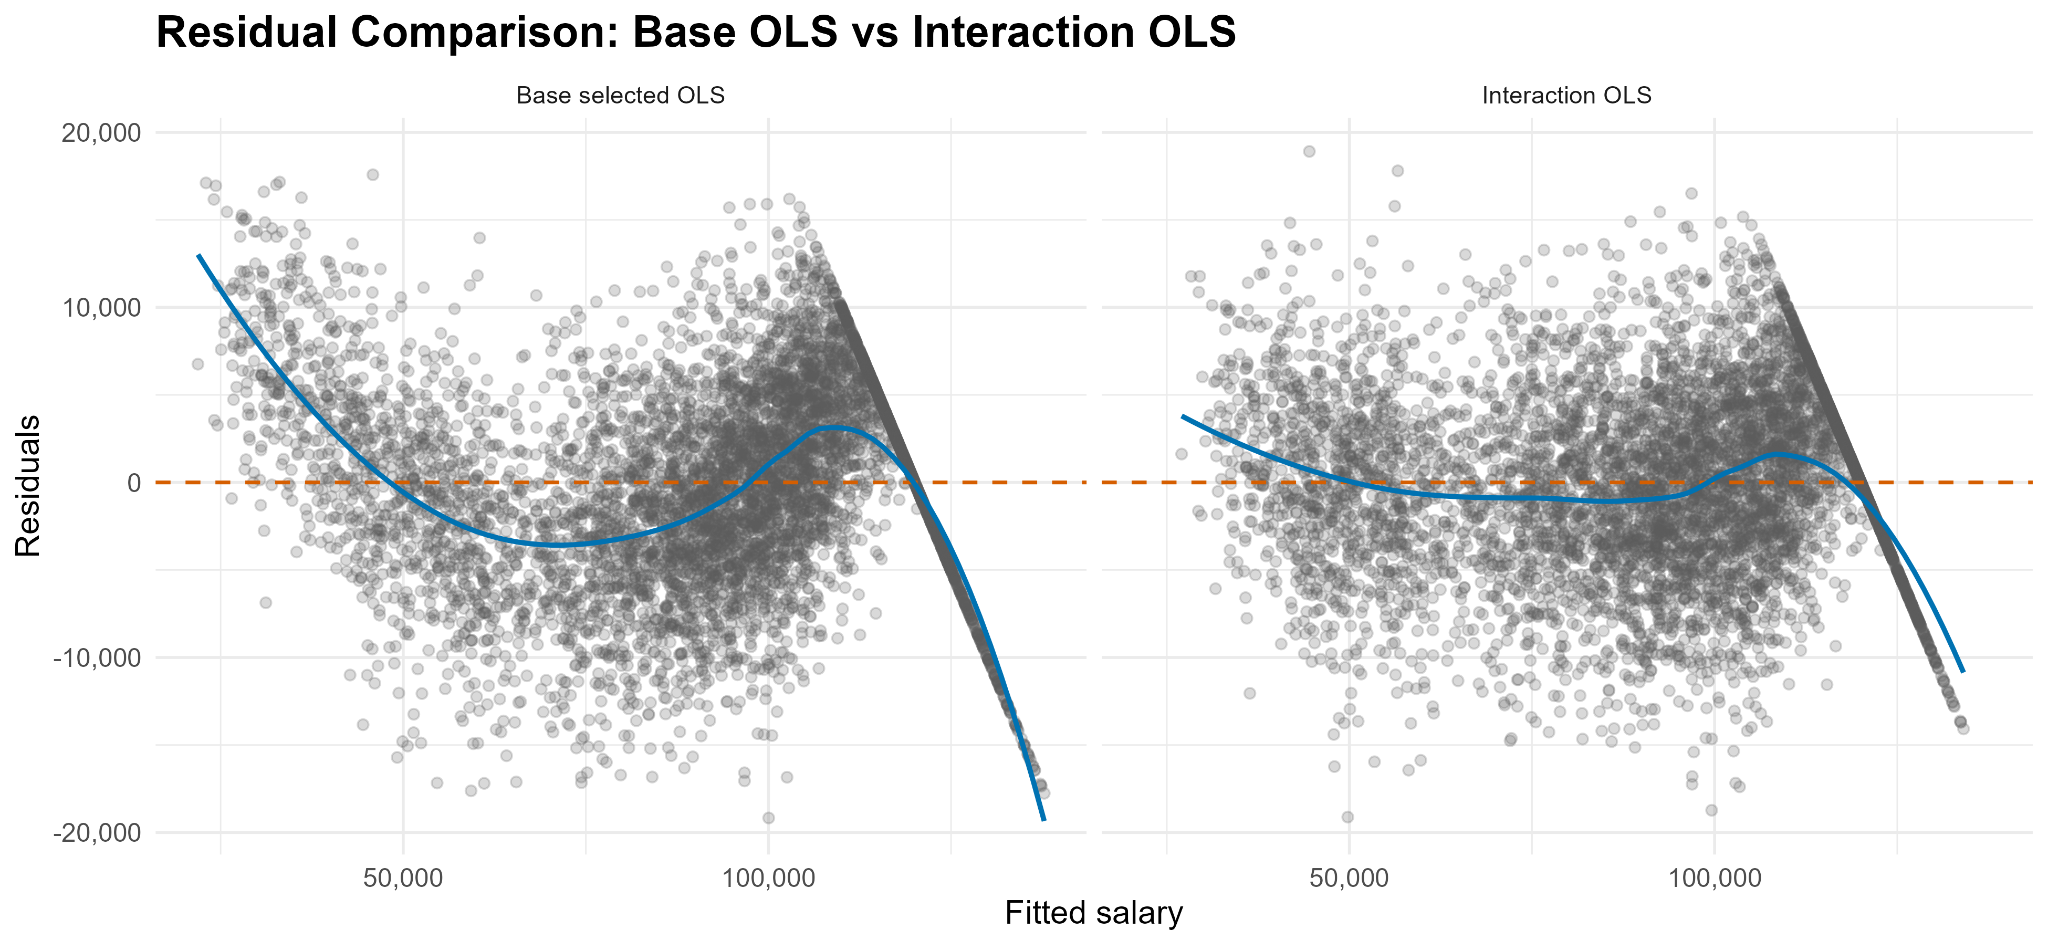 Residual Comparison: Base OLS vs Interaction OLS
Base selected OLS
Interaction OLS
20,000
10,000
0
-10,000
-20,000
Residuals
50,000
100,000
50,000
100,000
Fitted salary